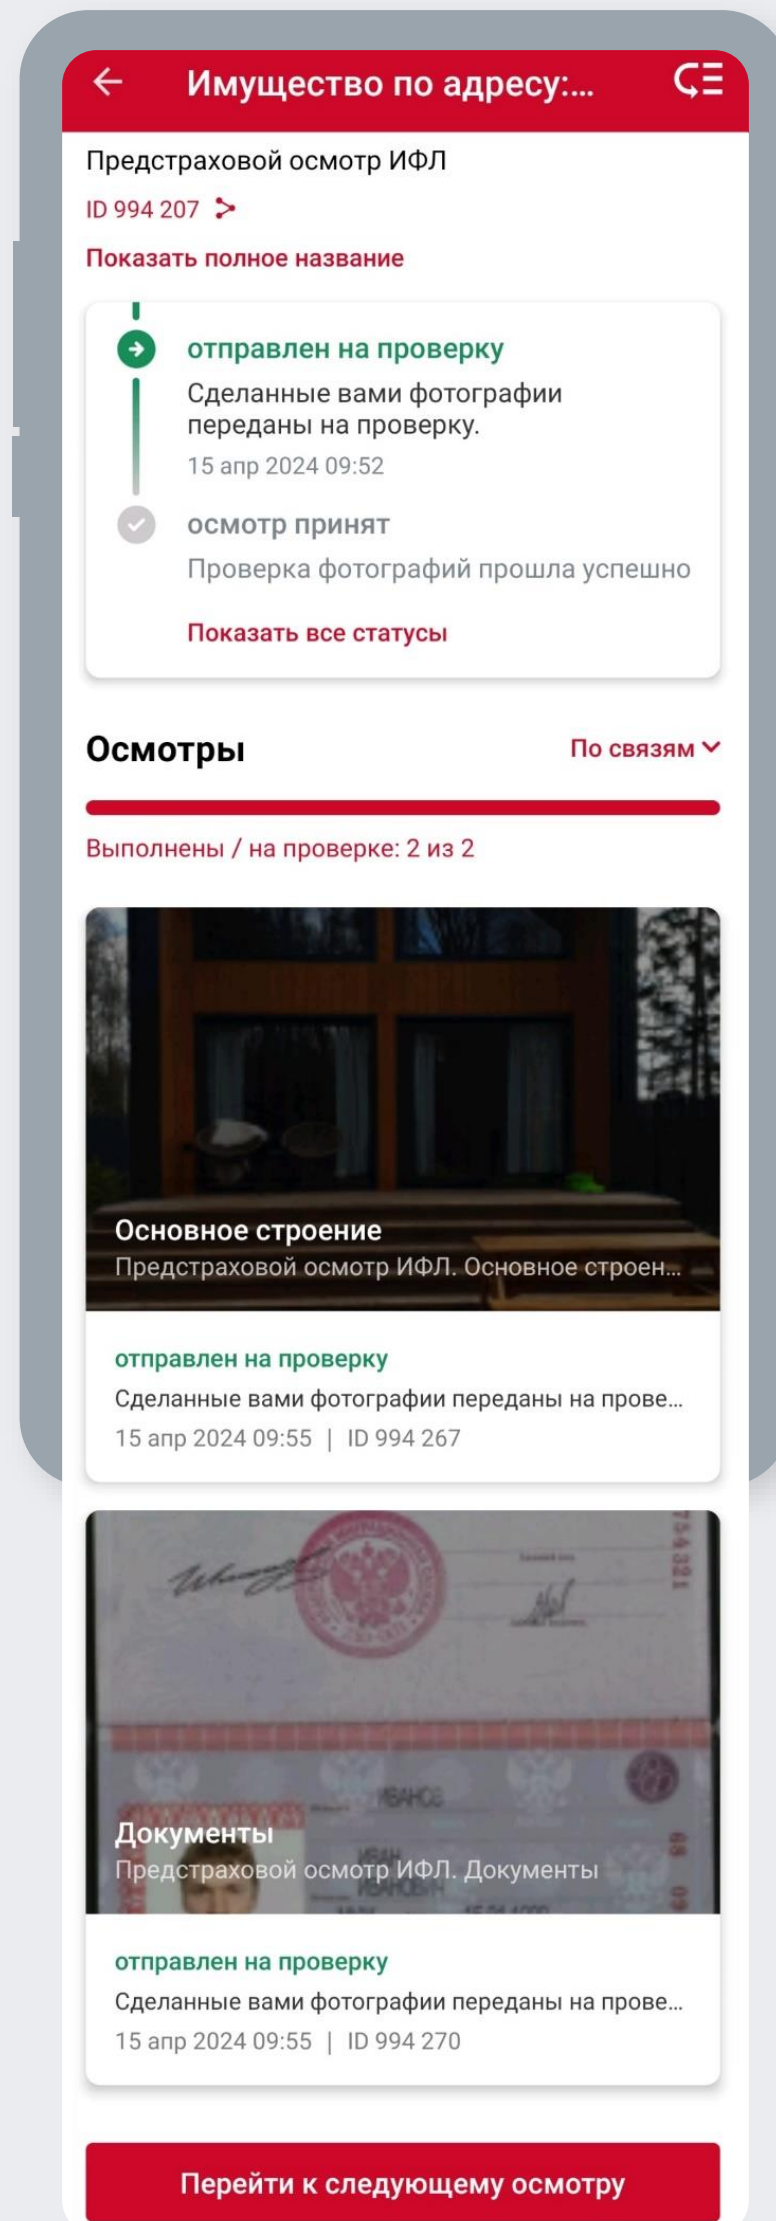 Имущество по адресу:...
Предстраховой осмотр ИФЛ
ID 994 207
Показать полное название
отправлен на проверку
Сделанные вами фотографии
переданы на проверку.
15 апр 2024 09:52
осмотр принят
Проверка фотографий прошла успешно
Показать все статусы
Осмотры
По связям
Выполнены / на проверке: 2 из 2
Основное строение
Предстраховой осмотр ИФЛ. Основное строен...
отправлен на проверку
Сделанные вами фотографии переданы на прове...
15 апр 2024 09:55 | ID 994 267
ИВАНОВ
Документы
ИВАН
Предстраховой осмотр ИФЛ. Документы
ИВАНОВИЧ
отправлен на проверку
Сделанные вами фотографии переданы на прове...
15 апр 2024 09:55 | ID 994 270
Перейти к следующему осмотру